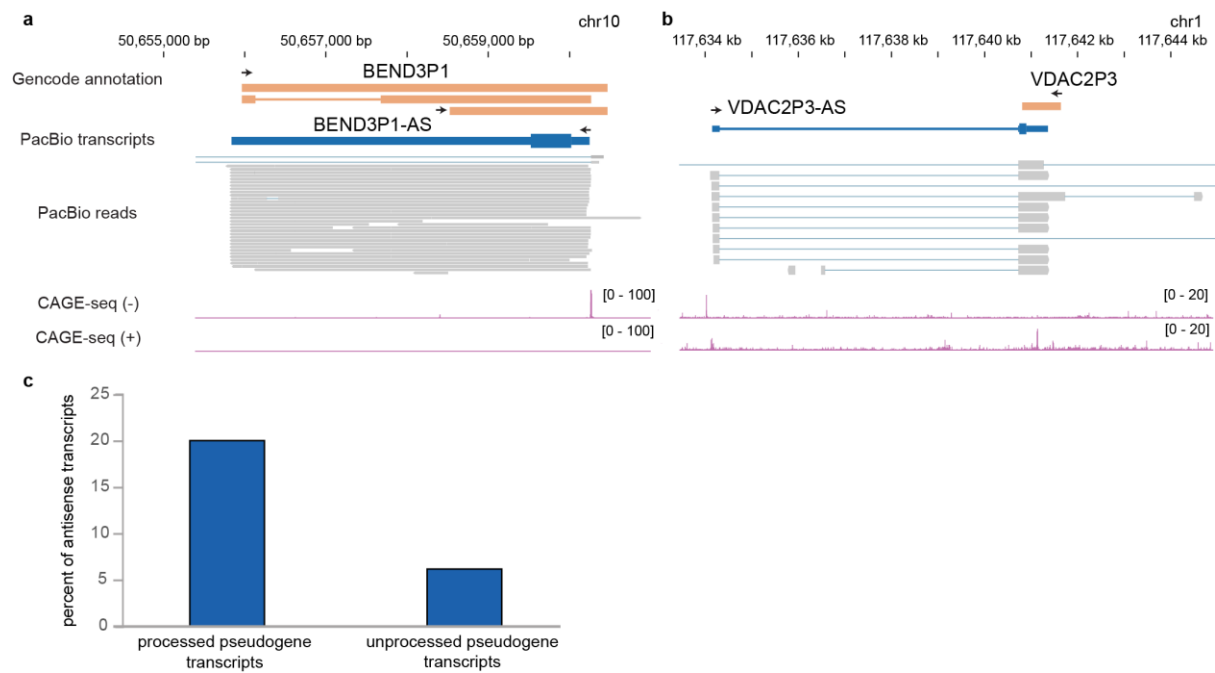 a
chr10
50,655,000 bp 50,657,000 bp 50,659,000 bp
Gencode annotation
BEND3P1
PacBio transcripts
BEND3P1-AS
PacBio reads
CAGE-seq (-)
[0 - 100]
CAGE-seq (+)
[0 - 100]
b
chr1
117,634 kb 117,636 kb 117,638 kb 117,640 kb 117,642 kb 117,644 kb
VDAC2P3
VDAC2P3-AS
[0 - 20]
[0 - 20]
c
percent of antisense transcripts
25
20
15
10
5
0
processed pseudogene
transcripts
unprocessed pseudogene
transcripts